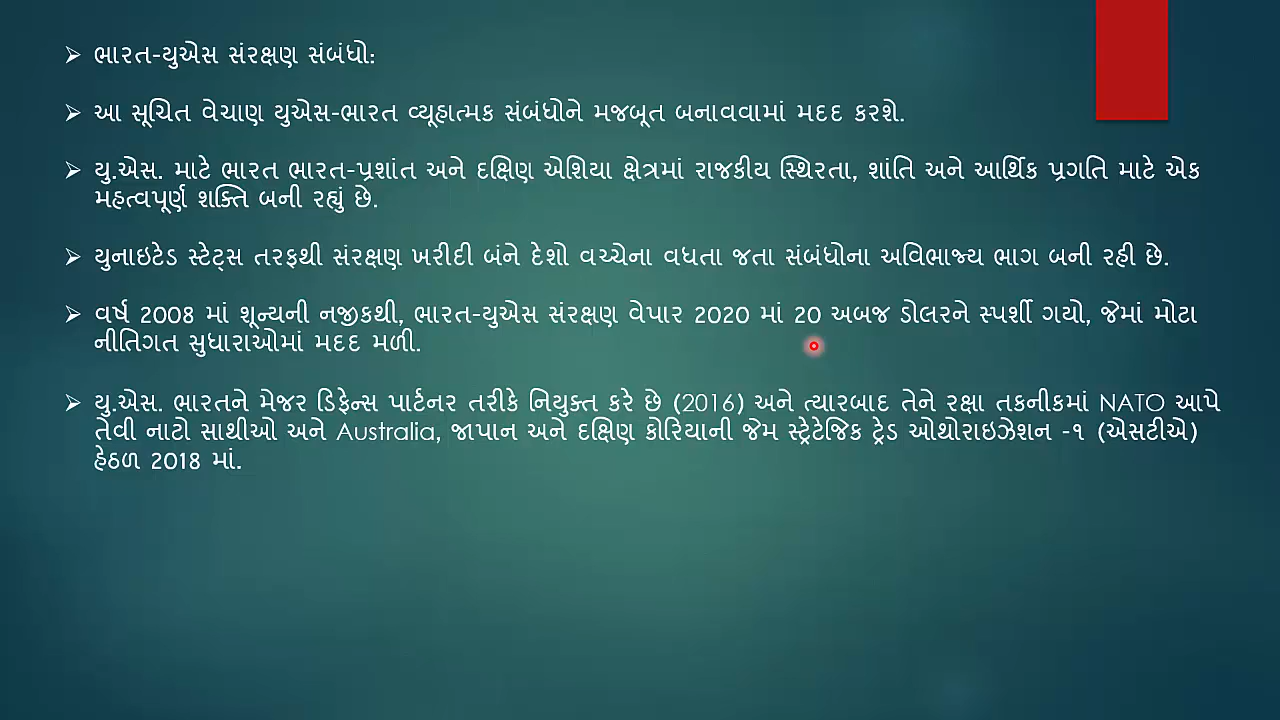 ➢ ભારત-યુએસ સંરક્ષણ સંબંધો:
➢ આ સૂચિત વેચાણ યુએસ-ભારત વ્યૂહાત્મક સંબંધોને મજબૂત બનાવવામાં મદદ કરશે.
➢ યુ.એસ. માટે ભારત ભારત-પ્રશાંત અને દક્ષિણ એશિયા ક્ષેત્રમાં રાજકીય સ્થિરતા, શાંતિ અને આર્થિક પ્રગતિ માટે એક
મહત્વપૂર્ણ શક્તિ બની રહ્યું છે.
➢ યુનાઇટેડ સ્ટેટ્સ તરફથી સંરક્ષણ ખરીદી બંને દેશો વચ્ચેના વધતા જતા સંબંધોના અવિભાજ્ય ભાગ બની રહી છે.
➢ વર્ષ 2008 માં શૂન્યની નજીકથી, ભારત-યુએસ સંરક્ષણ વેપાર 2020 માં 20 અબજ ડોલરને સ્પર્શી ગયો, જેમાં મોટા
નીતિગત સુધારાઓમાં મદદ મળી.
➢ યુ.એસ. ભારતને મેજર ડિફેન્સ પાર્ટનર તરીકે નિયુક્ત કરે છે (2016) અને ત્યારબાદ તેને રક્ષા તકનીકમાં NATO આપે
તેવી નાટો સાથીઓ અને Australia, જાપાન અને દક્ષિણ કોરિયાની જેમ સ્ટ્રેટેજિક ટ્રેડ ઓથોરાઇઝેશન -૧ (એસટીએ)
હેઠળ 2018 માં.